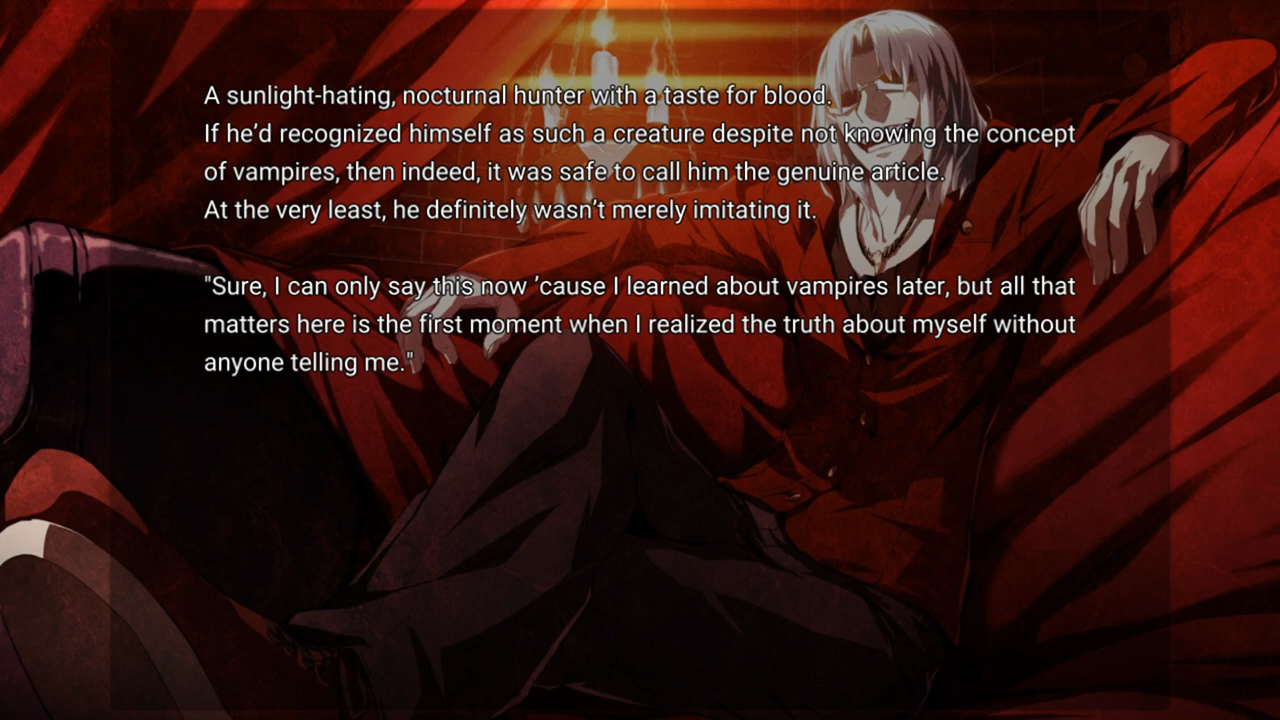 A sunlight-hating, nocturnal hunter with a taste for blood.
If he’d recognized himself as such a creature despite not knowing the concept
of vampires, then indeed, it was safe to call him the genuine article.
At the very least, he definitely wasn’t merely imitating it.
"Sure, I can only say this now ’cause I learned about vampires later, but all that
matters here is the first moment when I realized the truth about myself without
anyone telling me."